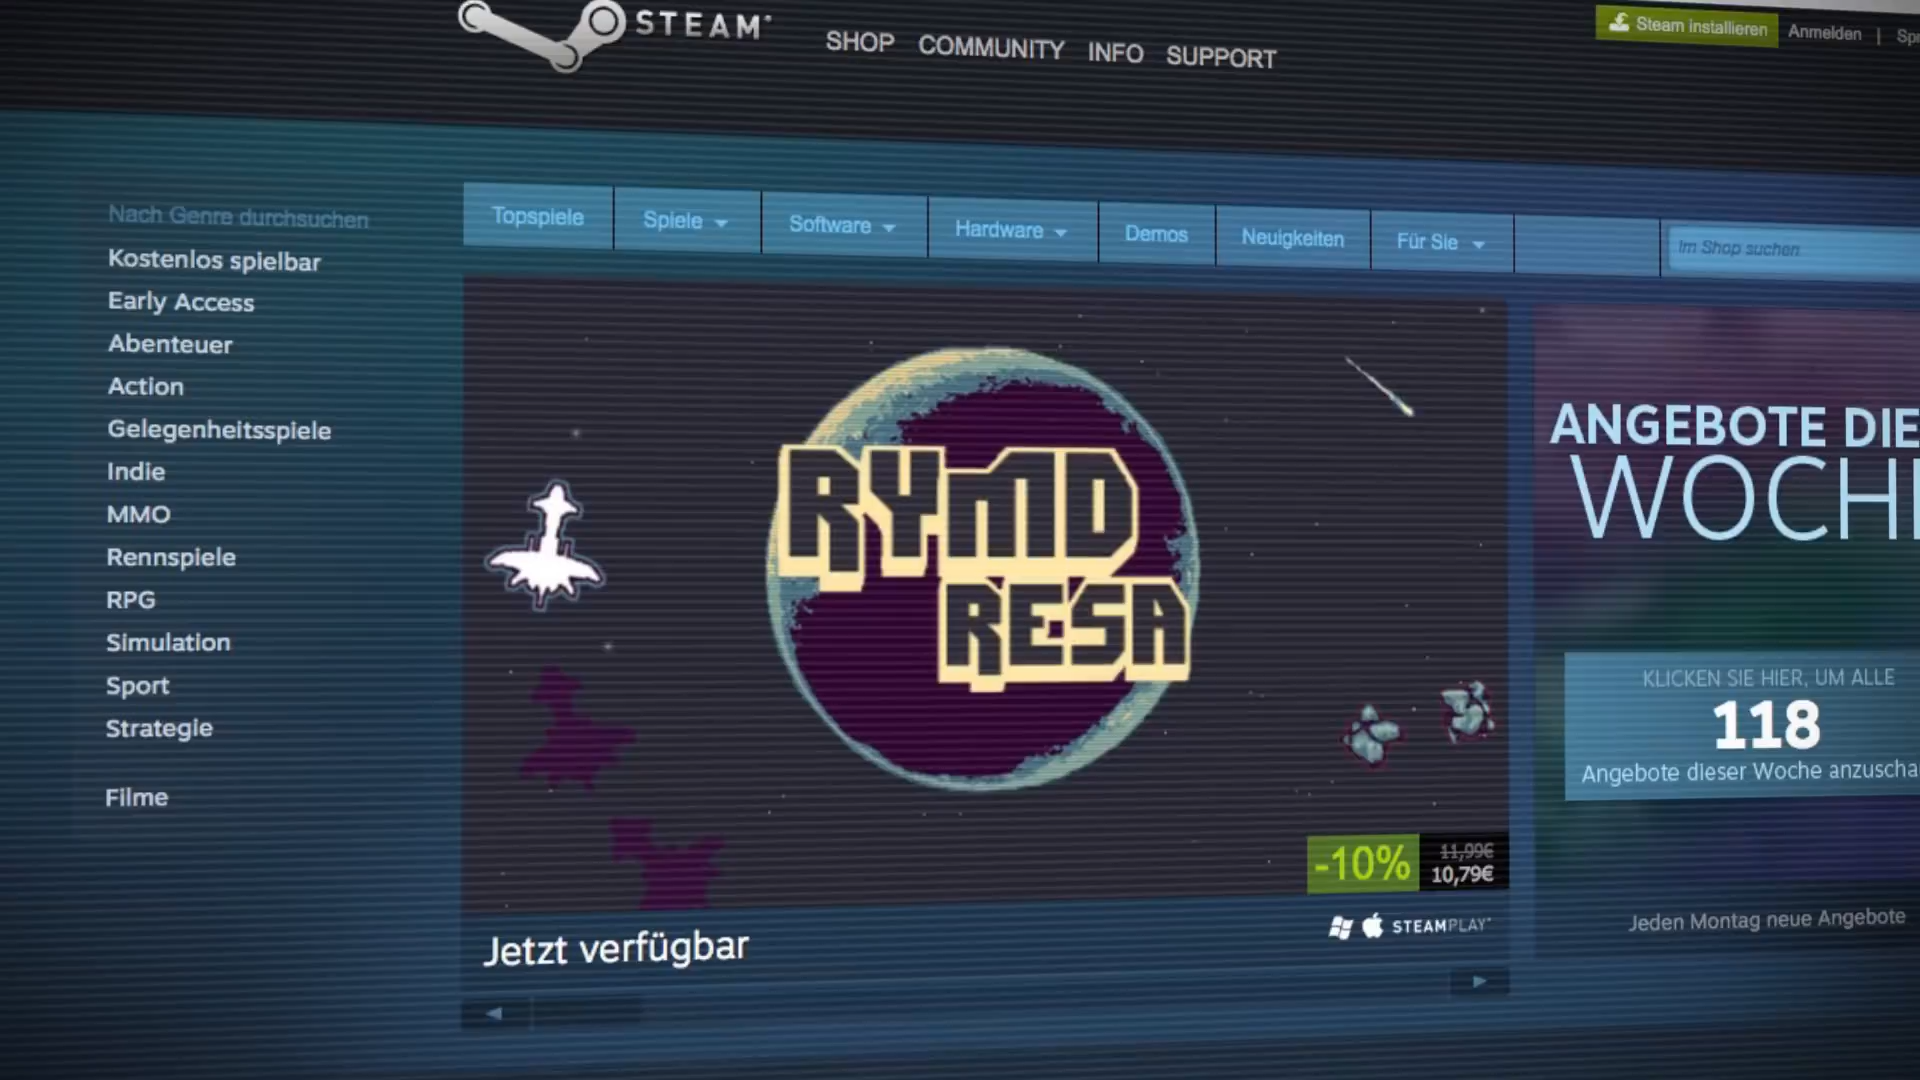 STEAM
SHOP COMMUNITY INFO SUPPORT
Steam installieren Anmelden |
Nach Genre durchsuchen
Kostenlos spielbar
Early Access
Abenteuer
Action
Gelegenheitsspiele
Indie
MMO
Rennspiele
RPG
Simulation
Sport
Strategie
Filme
Topspiele Spiele Software Hardware Demos Neuigkeiten Für Sie Im Shop suchen
RYMD
RESA
-10% 11,99€
10,79€
STEAMPLAY
Jetzt verfügbar
ANGEBOTE DIE
WOCH
KLICKEN SIE HIER, UM ALLE
118
Angebote dieser Woche anzuscha
Jeden Montag neue Angebote